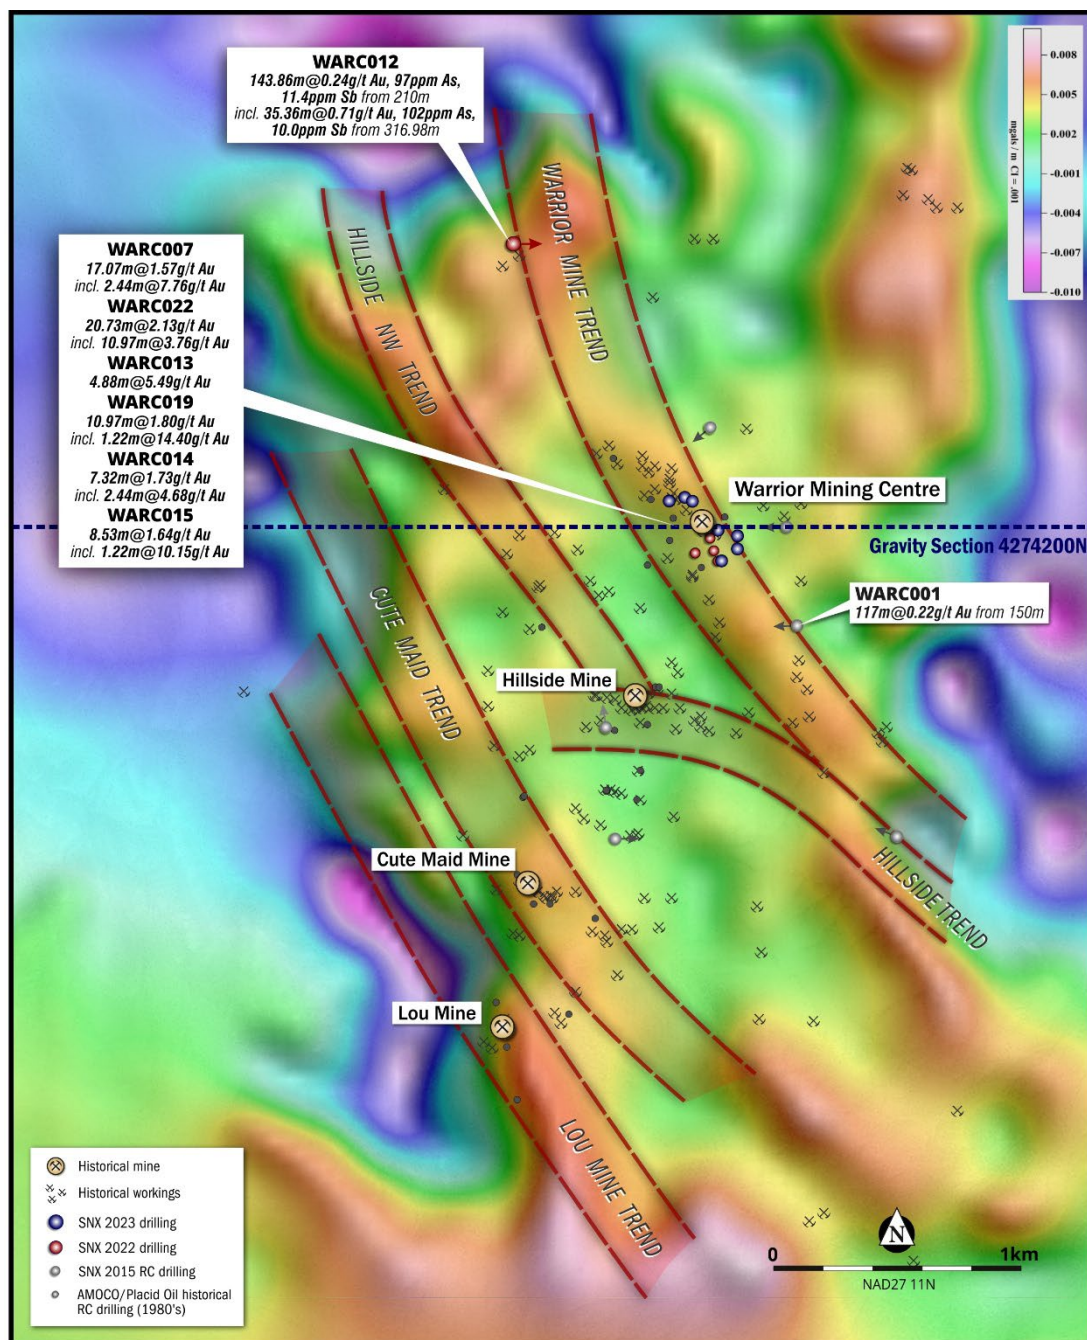 WARC012
143.86m@0.24g/t Au, 97ppm As,
11.4ppm Sb from 210m
incl. 35.36m@0.71g/t Au, 102ppm As,
10.0ppm Sb from 316.98m
0.008
0.006
0.002
-0.001
-0.004
-0.007
-0.010
mgals / m CI = .001
WARRIOR MINE TREND
HILLSIDE NW TREND
WARC007
17.07m@1.57g/t Au
incl. 2.44m@7.76g/t Au
WARC022
20.73m@2.13g/t Au
incl. 10.97m@3.76g/t Au
WARC013
4.88m@5.49g/t Au
WARC019
10.97m@1.80g/t Au
incl. 1.22m@14.40g/t Au
WARC014
7.32m@1.73g/t Au
incl. 2.44m@4.68g/t Au
WARC015
8.53m@1.64g/t Au
incl. 1.22m@10.15g/t Au
Warrior Mining Centre
Gravity Section 4274200N
WARC001
117m@0.22g/t Au from 150m
CUTE MAID TREND
Hillside Mine
Cute Maid Mine
HILLSIDE TREND
Lou Mine
LOU MINE TREND
Historical mine
Historical workings
SNX 2023 drilling
SNX 2022 drilling
SNX 2015 RC drilling
AMOCO/Placid Oil historical
RC drilling (1980's)
N
0 1km
NAD27 11N